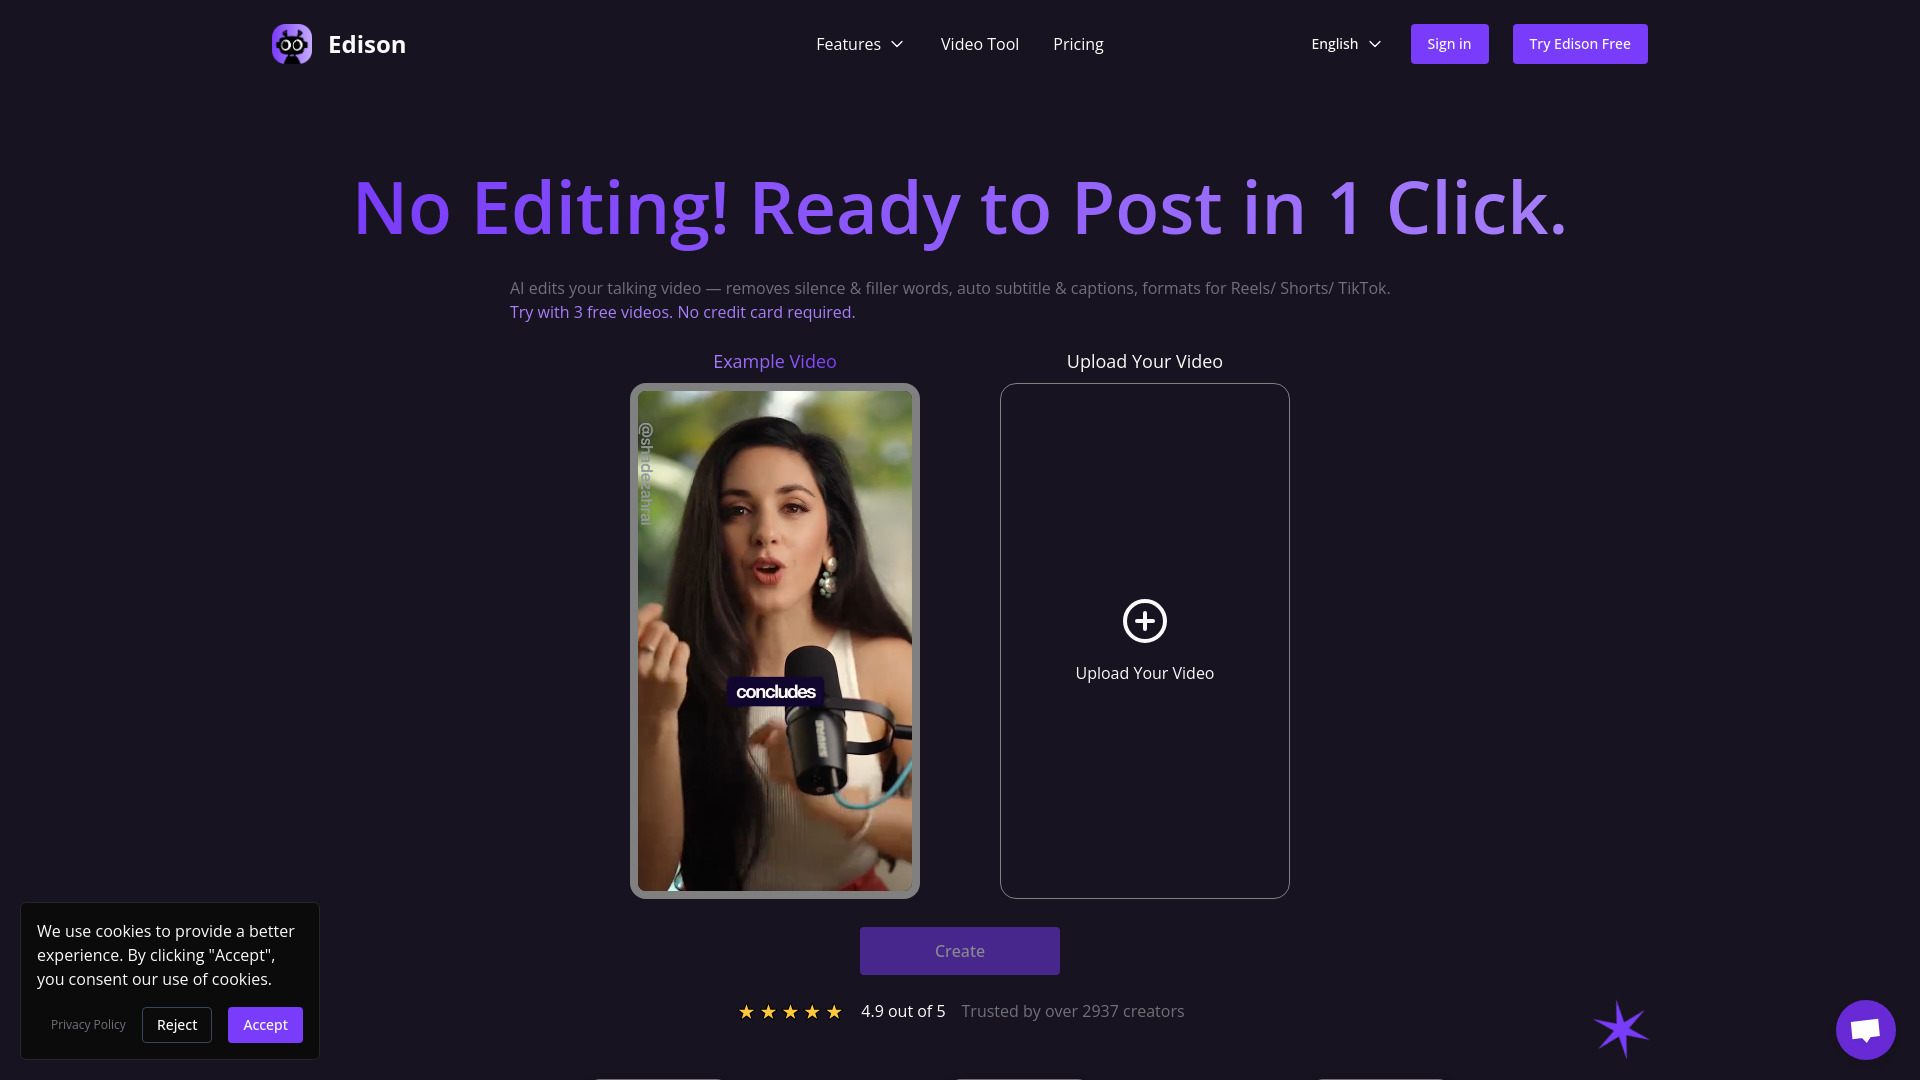 Edison
Features
Video Tool
Pricing
English
Sign in
Try Edison Free
No Editing! Ready to Post in 1 Click.
AI edits your talking video — removes silence & filler words, auto subtitle & captions, formats for Reels/ Shorts/ TikTok.
Try with 3 free videos. No credit card required.
Example Video
Upload Your Video
@shadezahrai
concludes
Upload Your Video
Create
4.9 out of 5
Trusted by over 2937 creators
We use cookies to provide a better
experience. By clicking "Accept",
you consent our use of cookies.
Privacy Policy
Reject
Accept